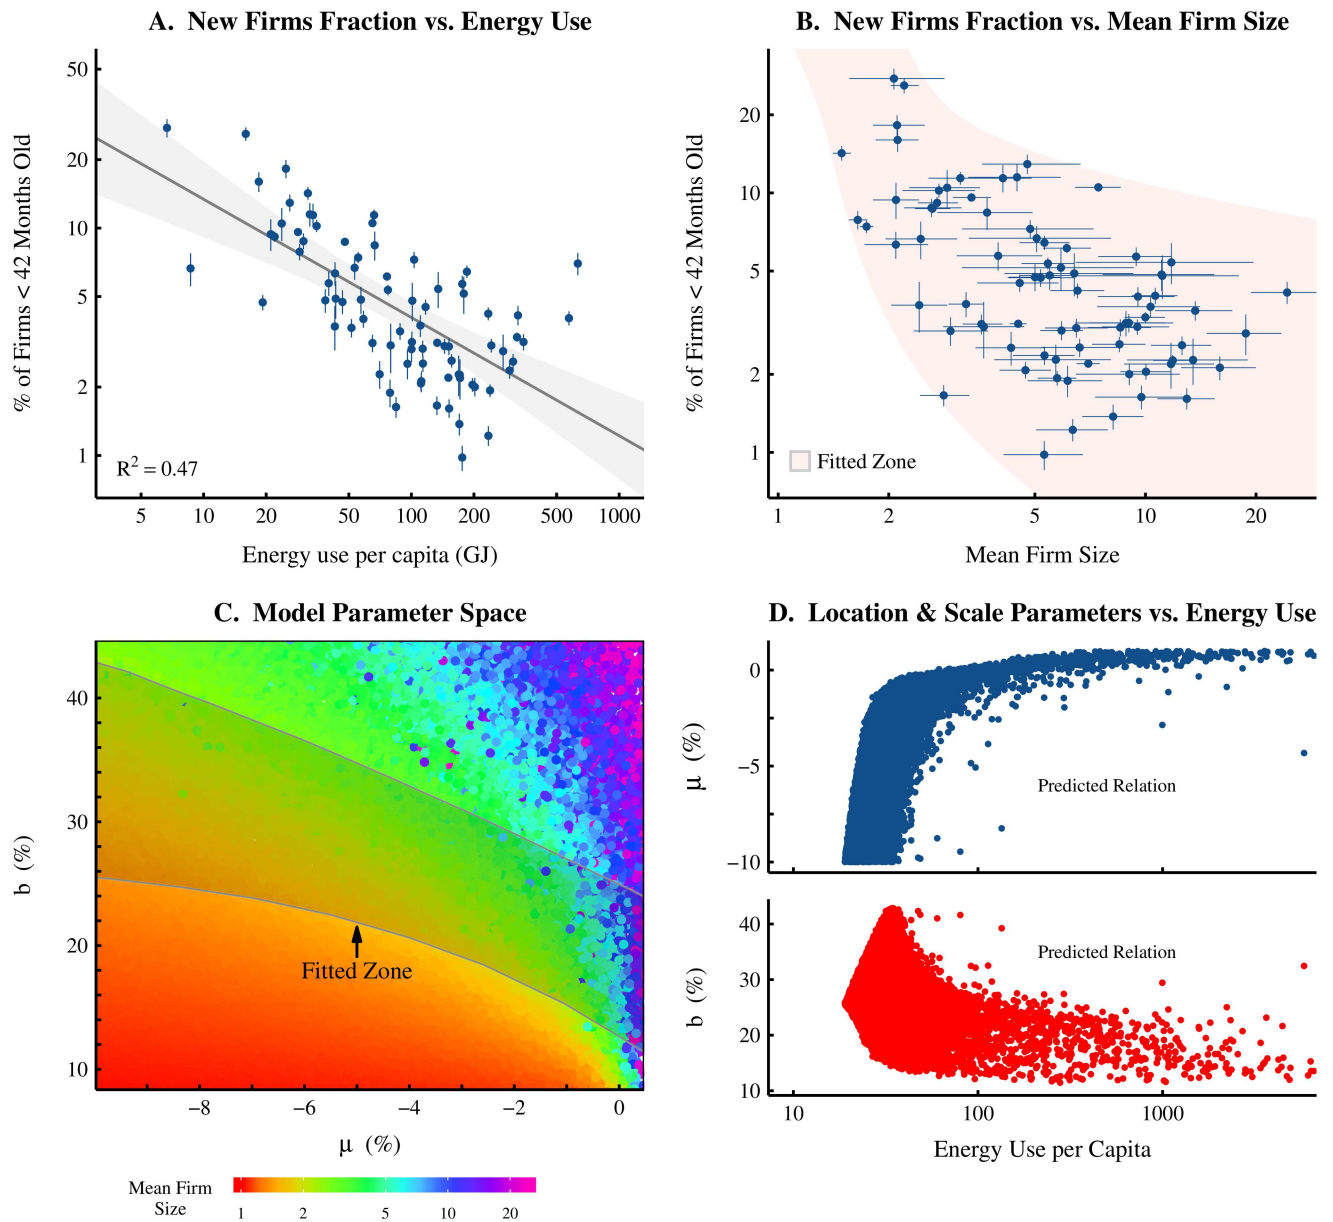 A. New Firms Fraction vs. Energy Use
% of Firms < 42 Months Old
50
20
10
5
2
1
R² = 0.47
5 10 20 50 100 200 500 1000
Energy use per capita (GJ)
B. New Firms Fraction vs. Mean Firm Size
% of Firms < 42 Months Old
20
10
5
2
1
Fitted Zone
1 2 5 10 20
Mean Firm Size
C. Model Parameter Space
b (%)
40
30
20
10
Fitted Zone
−8 −6 −4 −2 0
μ (%)
Mean Firm
Size
1 2 5 10 20
D. Location & Scale Parameters vs. Energy Use
μ (%)
0
−5
−10
Predicted Relation
b (%)
40
30
20
10
Predicted Relation
10 100 1000
Energy Use per Capita